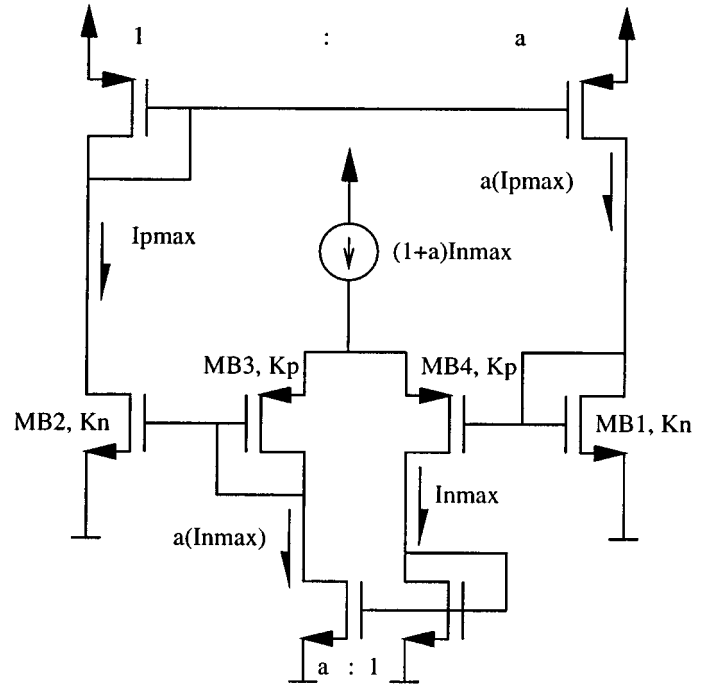 1 : a
a(Ipmax)
Ipmax
(1+a)Inmax
MB3, Kp
MB4, Kp
MB2, Kn
MB1, Kn
Inmax
a(Inmax)
a : 1